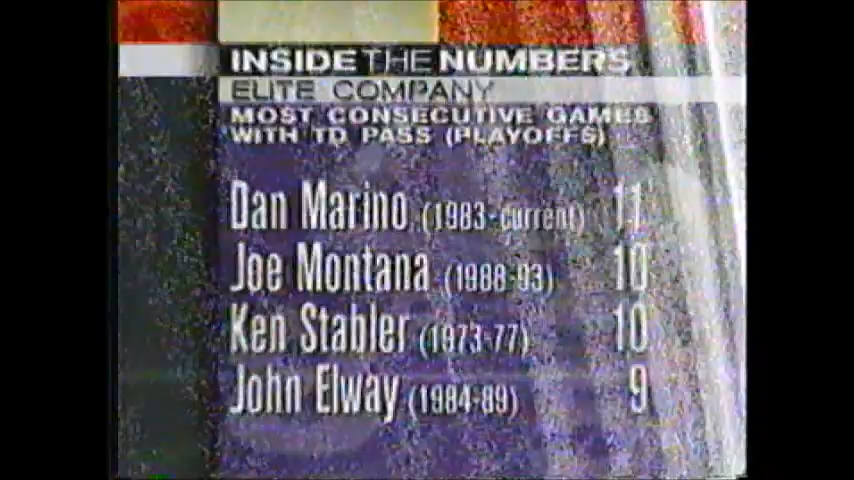 INSIDE THE NUMBERS
ELITE COMPANY
MOST CONSECUTIVE GAMES
WITH TD PASS (PLAYOFFS)
Dan Marino (1983-current) 11
Joe Montana (1988-93) 10
Ken Stabler (1973-77) 10
John Elway (1984-89) 9